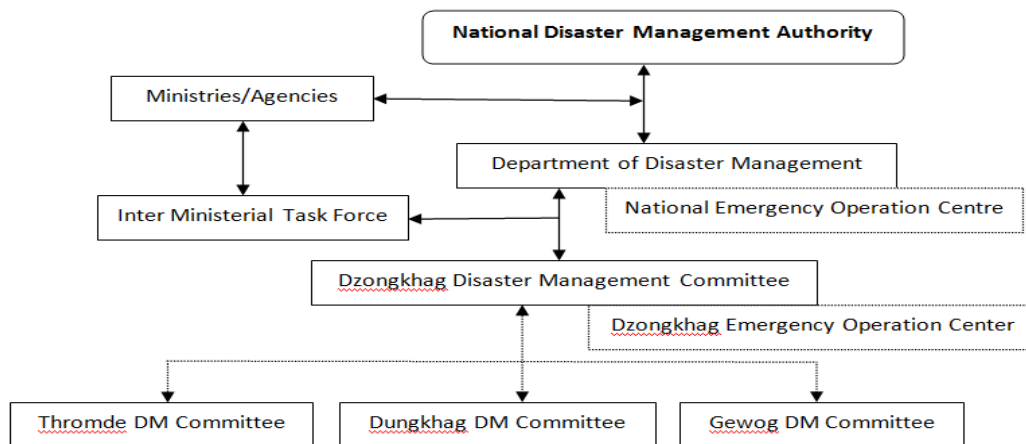 National Disaster Management Authority
Ministries/Agencies
Department of Disaster Management
National Emergency Operation Centre
Inter Ministerial Task Force
Dzongkhag Disaster Management Committee
Dzongkhag Emergency Operation Center
Thromde DM Committee
Dungkhag DM Committee
Gewog DM Committee